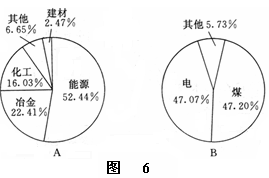 其他
6.65%
建材
2.47%
化工
16.03%
能源
52.44%
冶金
22.41%
A
其他5.73%
电
47.07%
煤
47.20%
B
图 6